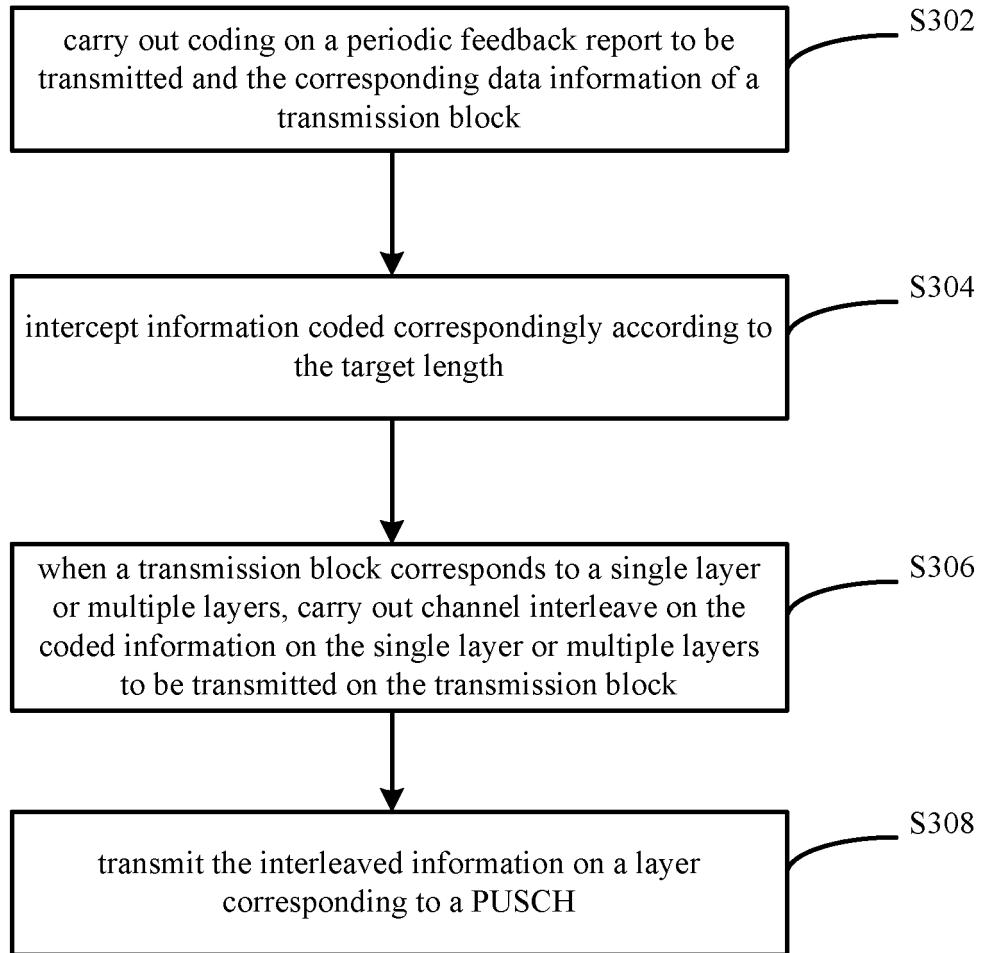 carry out coding on a periodic feedback report to be
transmitted and the corresponding data information of a
transmission block
S302
intercept information coded correspondingly according to
the target length
S304
when a transmission block corresponds to a single layer
or multiple layers, carry out channel interleave on the
coded information on the single layer or multiple layers
to be transmitted on the transmission block
S306
transmit the interleaved information on a layer
corresponding to a PUSCH
S308